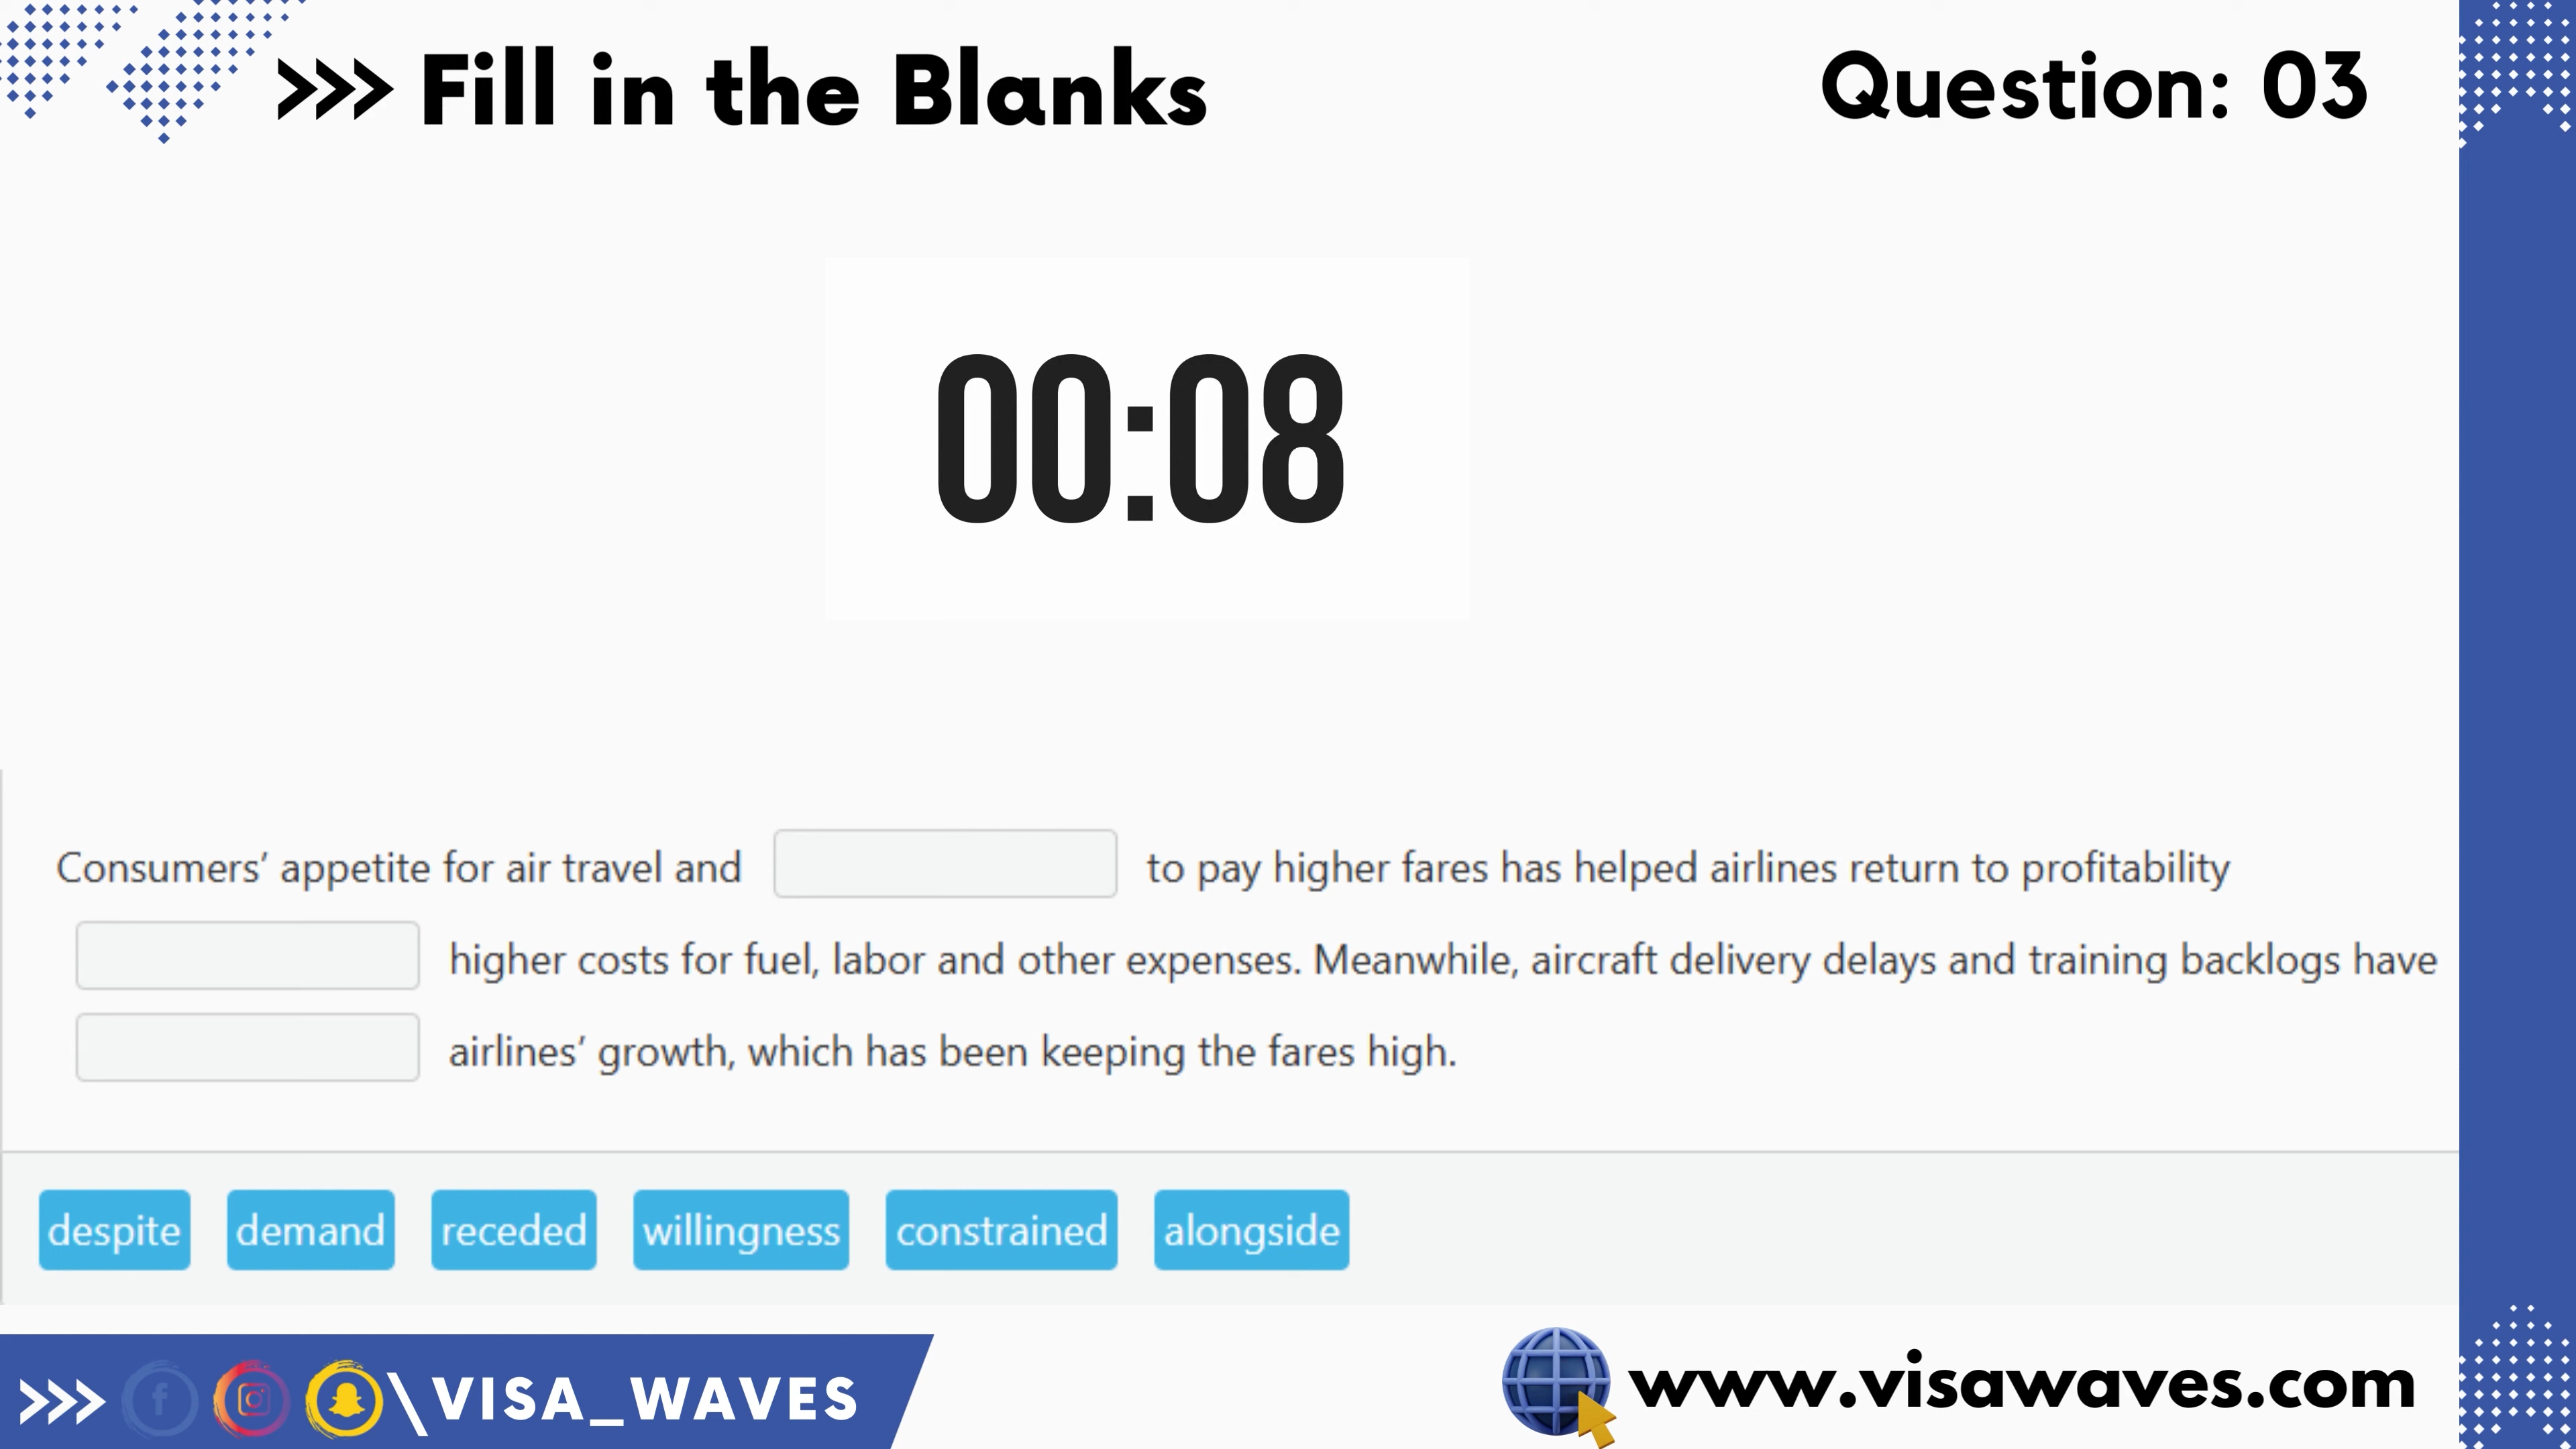 >>> Fill in the Blanks
Question: 03
00:08
Consumers’ appetite for air travel and to pay higher fares has helped airlines return to profitability
higher costs for fuel, labor and other expenses. Meanwhile, aircraft delivery delays and training backlogs have
airlines’ growth, which has been keeping the fares high.
despite demand receded willingness constrained alongside
>>> \VISA_WAVES
www.visawaves.com